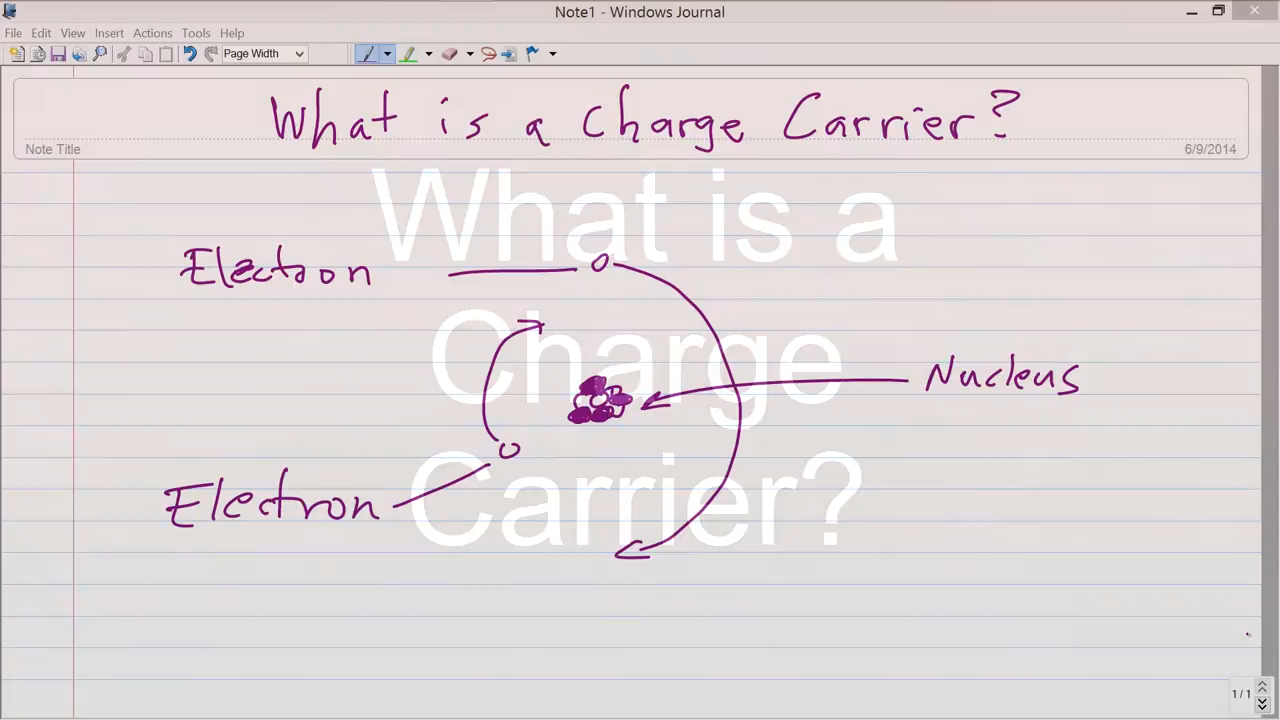 Note1 - Windows Journal
File Edit View Insert Actions Tools Help
Page Width
What is a Charge Carrier?
Note Title
6/9/2014
What is a
Charge
Carrier?
Electron
Nucleus
Electron
1/1